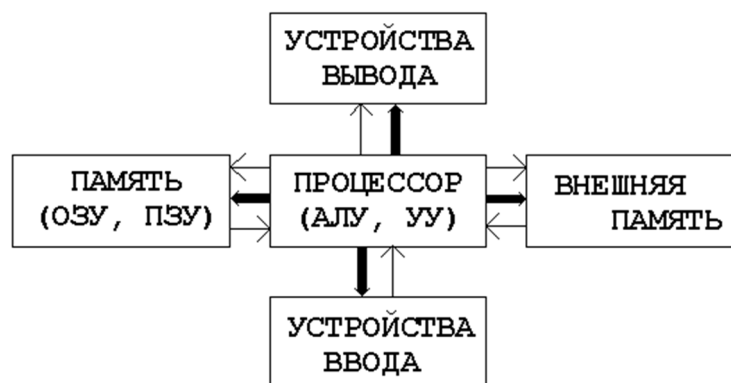 УСТРОЙСТВА
ВЫВОДА
ПАМЯТЬ
(ОЗУ, ПЗУ)
ПРОЦЕССОР
(АЛУ, УУ)
ВНЕШНЯЯ
ПАМЯТЬ
УСТРОЙСТВА
ВВОДА